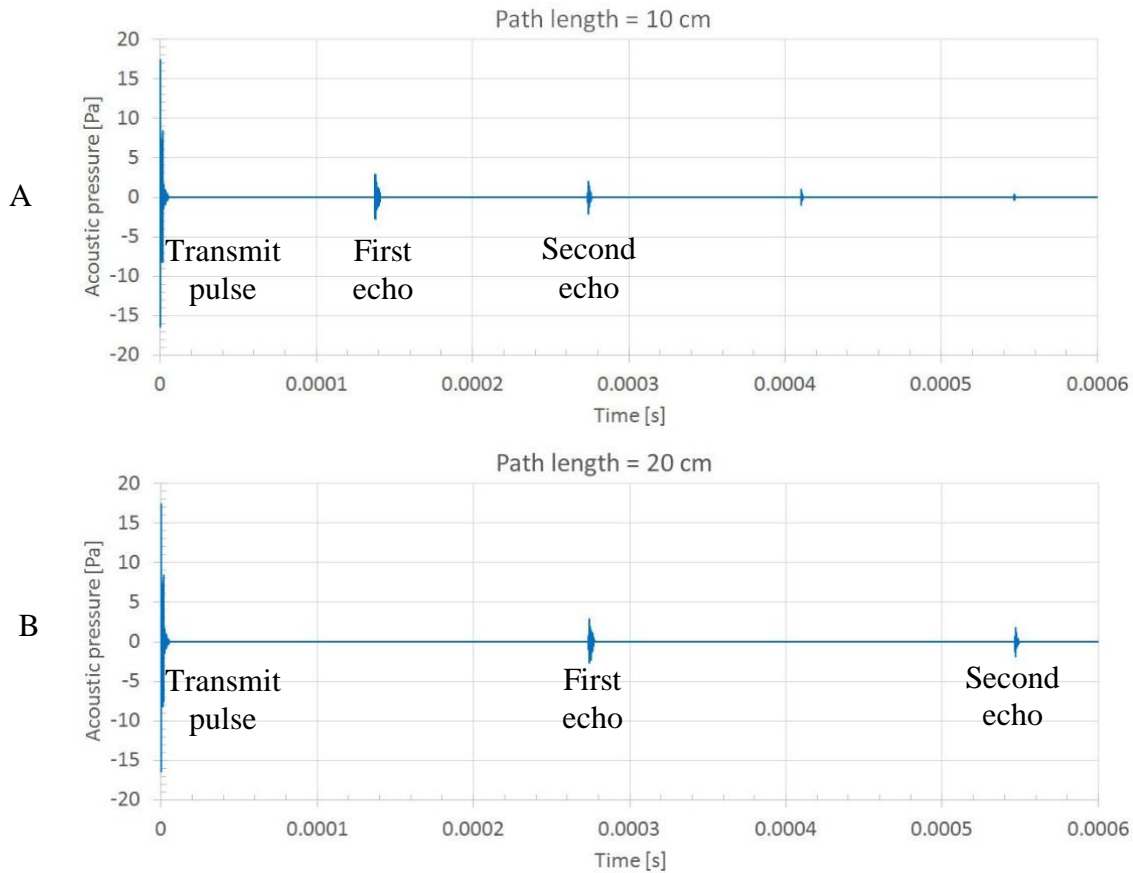 Path length = 10 cm
A
Acoustic pressure [Pa]
20
15
10
5
0
-5
-10
-15
-20
Transmit
pulse
First
echo
Second
echo
0 0.0001 0.0002 0.0003 0.0004 0.0005 0.0006
Time [s]
Path length = 20 cm
B
Acoustic pressure [Pa]
20
15
10
5
0
-5
-10
-15
-20
Transmit
pulse
First
echo
Second
echo
0 0.0001 0.0002 0.0003 0.0004 0.0005 0.0006
Time [s]